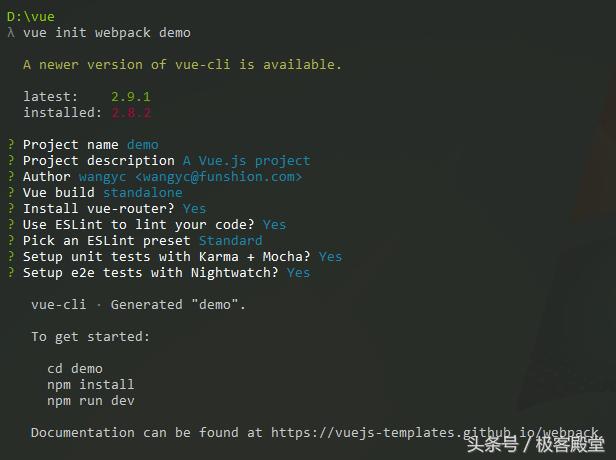 D:\vue
λ vue init webpack demo
A newer version of vue-cli is available.
latest: 2.9.1
installed: 2.8.2
? Project name demo
? Project description A Vue.js project
? Author wangyc <wangyc@funshion.com>
? Vue build standalone
? Install vue-router? Yes
? Use ESLint to lint your code? Yes
? Pick an ESLint preset Standard
? Setup unit tests with Karma + Mocha? Yes
? Setup e2e tests with Nightwatch? Yes
vue-cli · Generated "demo".
To get started:
cd demo
npm install
npm run dev
Documentation can be found at https://vuejs-templates.github.io/webpack
头条号 / 极客殿堂